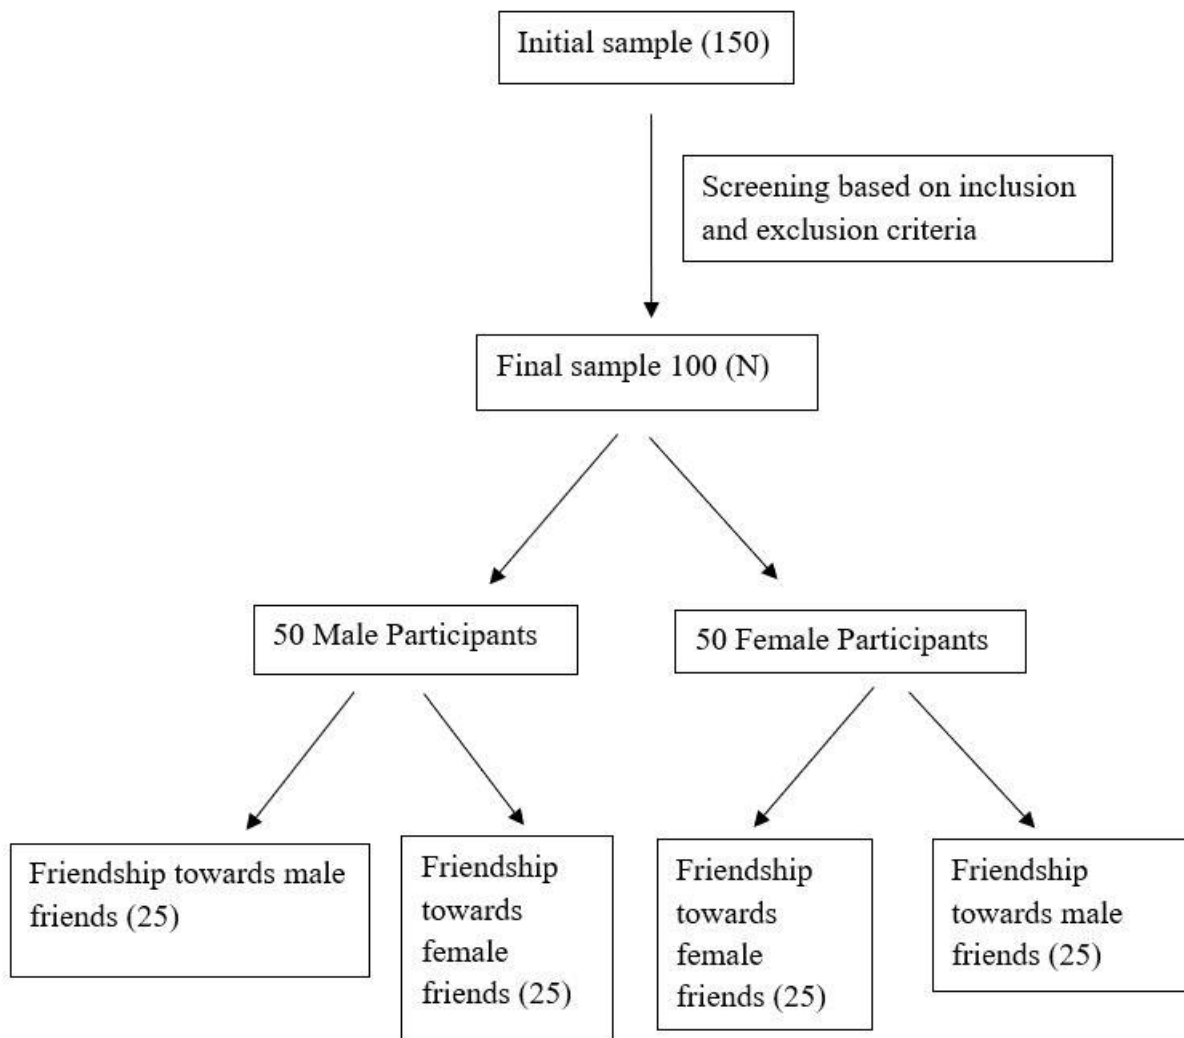 Initial sample (150)
Screening based on inclusion
and exclusion criteria
Final sample 100 (N)
50 Male Participants
50 Female Participants
Friendship towards male
friends (25)
Friendship
towards
female
friends (25)
Friendship
towards
female
friends (25)
Friendship
towards male
friends (25)